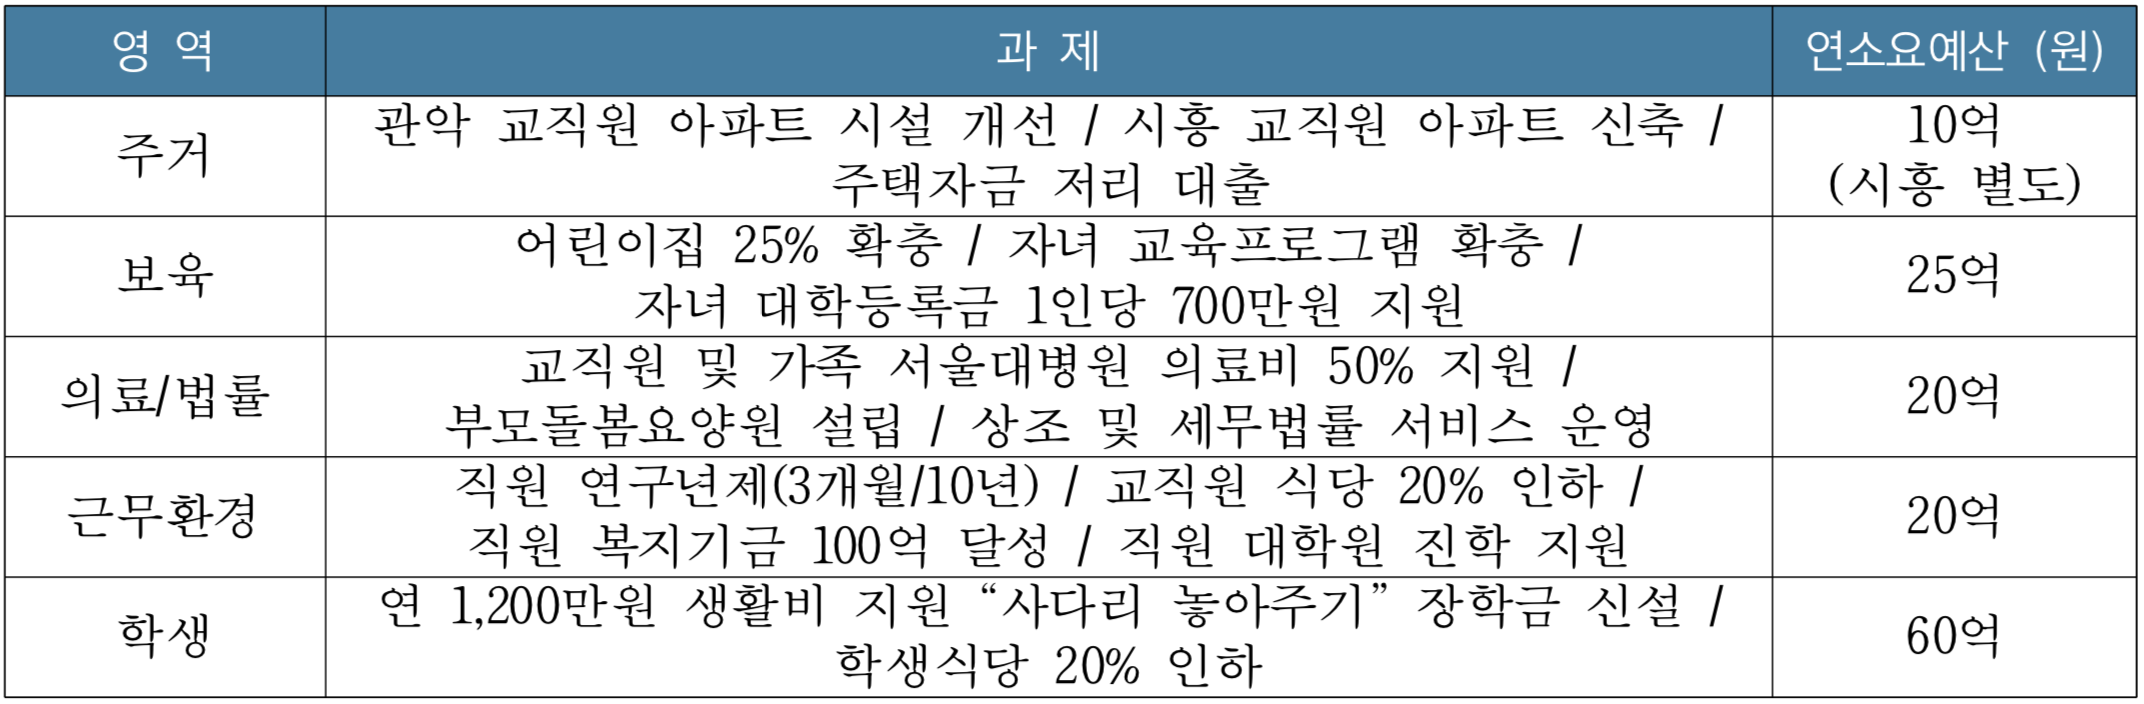 영 역
과 제
연소요예산 (원)
주거
관악 교직원 아파트 시설 개선 / 시흥 교직원 아파트 신축 /
주택자금 저리 대출
10억
(시흥 별도)
보육
어린이집 25% 확충 / 자녀 교육프로그램 확충 /
자녀 대학등록금 1인당 700만원 지원
25억
의료/법률
교직원 및 가족 서울대병원 의료비 50% 지원 /
부모돌봄요양원 설립 / 상조 및 세무법률 서비스 운영
20억
근무환경
직원 연구년제(3개월/10년) / 교직원 식당 20% 인하 /
직원 복지기금 100억 달성 / 직원 대학원 진학 지원
20억
학생
연 1,200만원 생활비 지원 “사다리 놓아주기” 장학금 신설 /
학생식당 20% 인하
60억